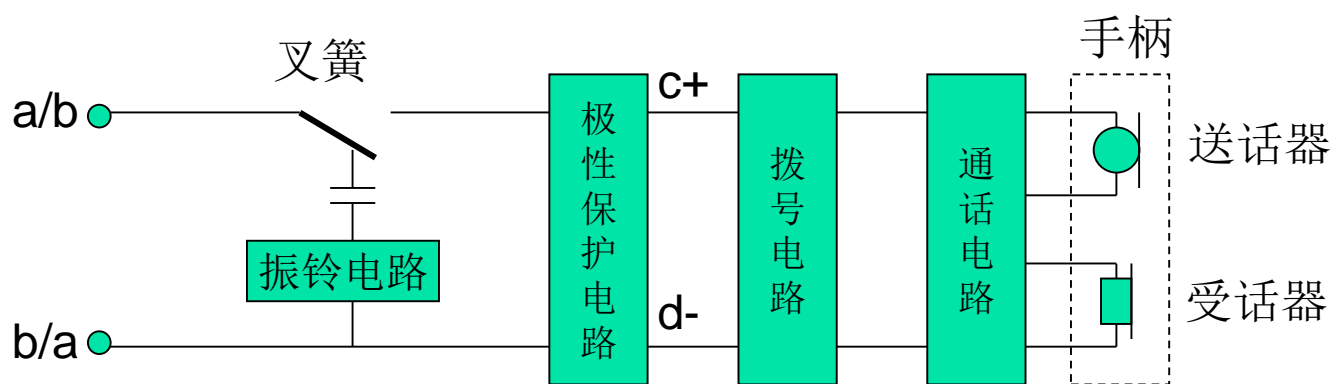 手柄
叉簧
a/b
c+
极性保护电路
拨号电路
通话电路
送话器
振铃电路
受话器
d-
b/a